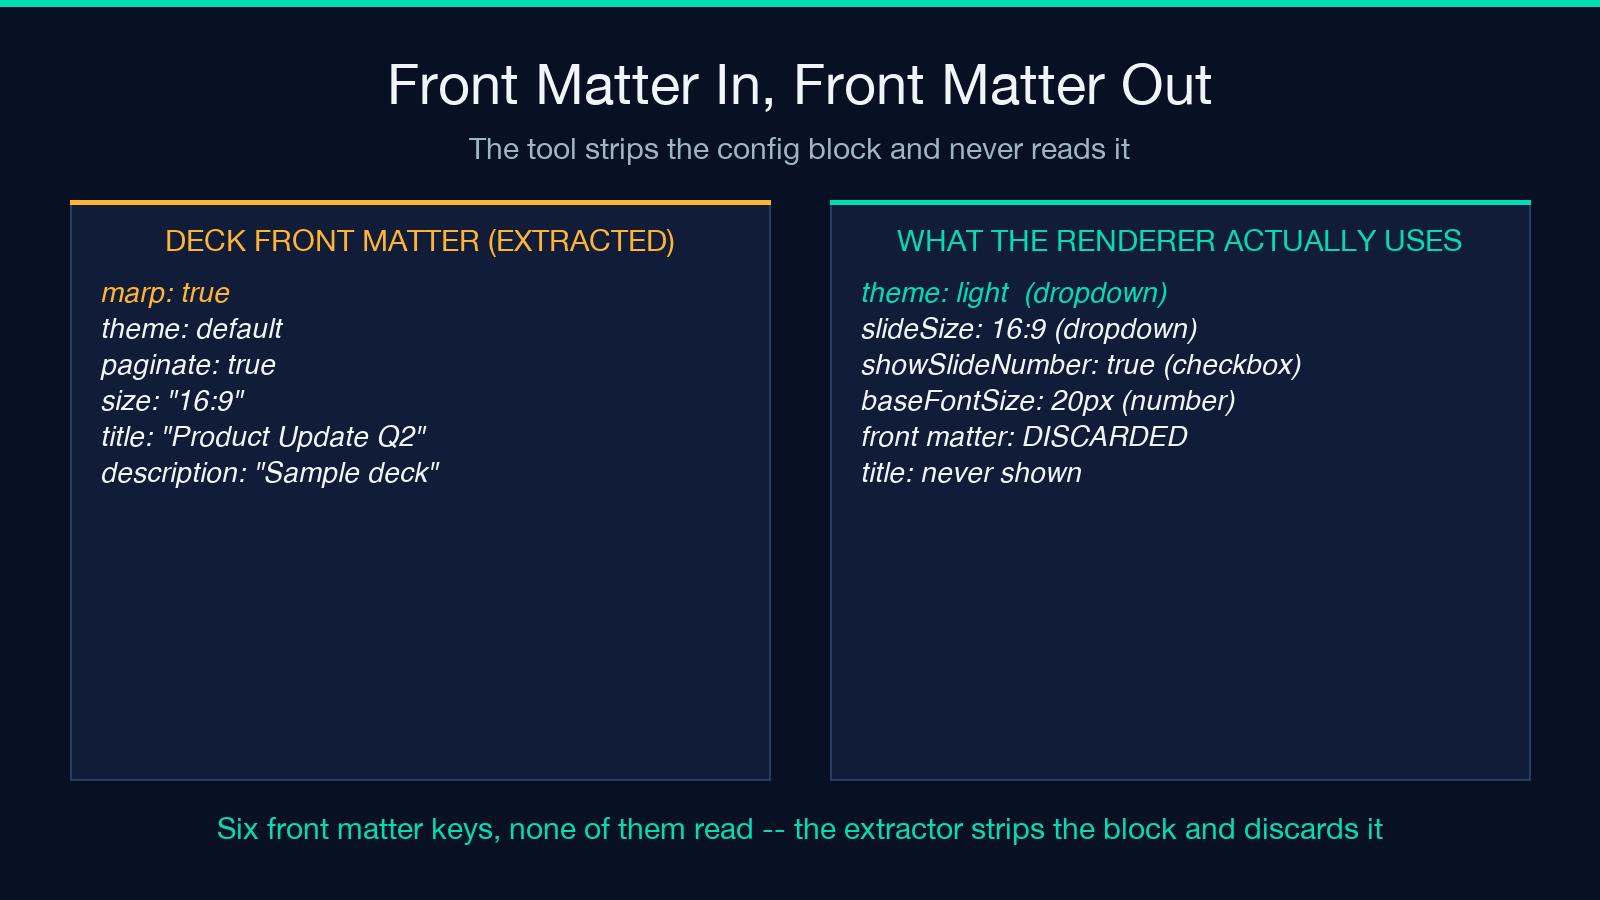 Front Matter In, Front Matter Out
The tool strips the config block and never reads it
DECK FRONT MATTER (EXTRACTED)
marp: true
theme: default
paginate: true
size: "16:9"
title: "Product Update Q2"
description: "Sample deck"
WHAT THE RENDERER ACTUALLY USES
theme: light  (dropdown)
slideSize: 16:9 (dropdown)
showSlideNumber: true (checkbox)
baseFontSize: 20px (number)
front matter: DISCARDED
title: never shown
Six front matter keys, none of them read -- the extractor strips the block and discards it